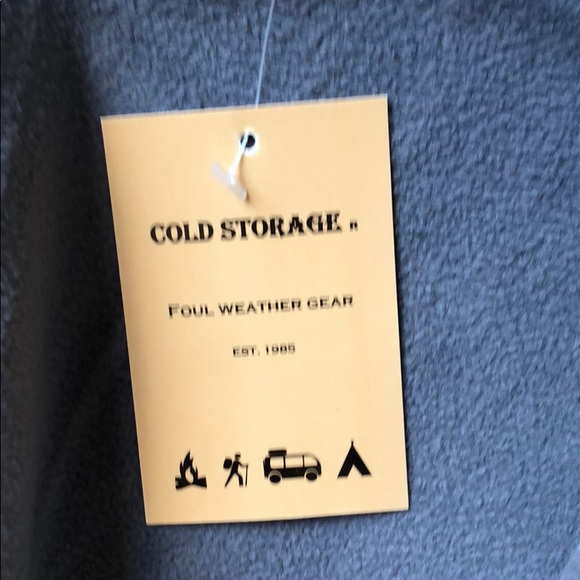 COLD STORAGE R
FOUL WEATHER GEAR
EST. 1985